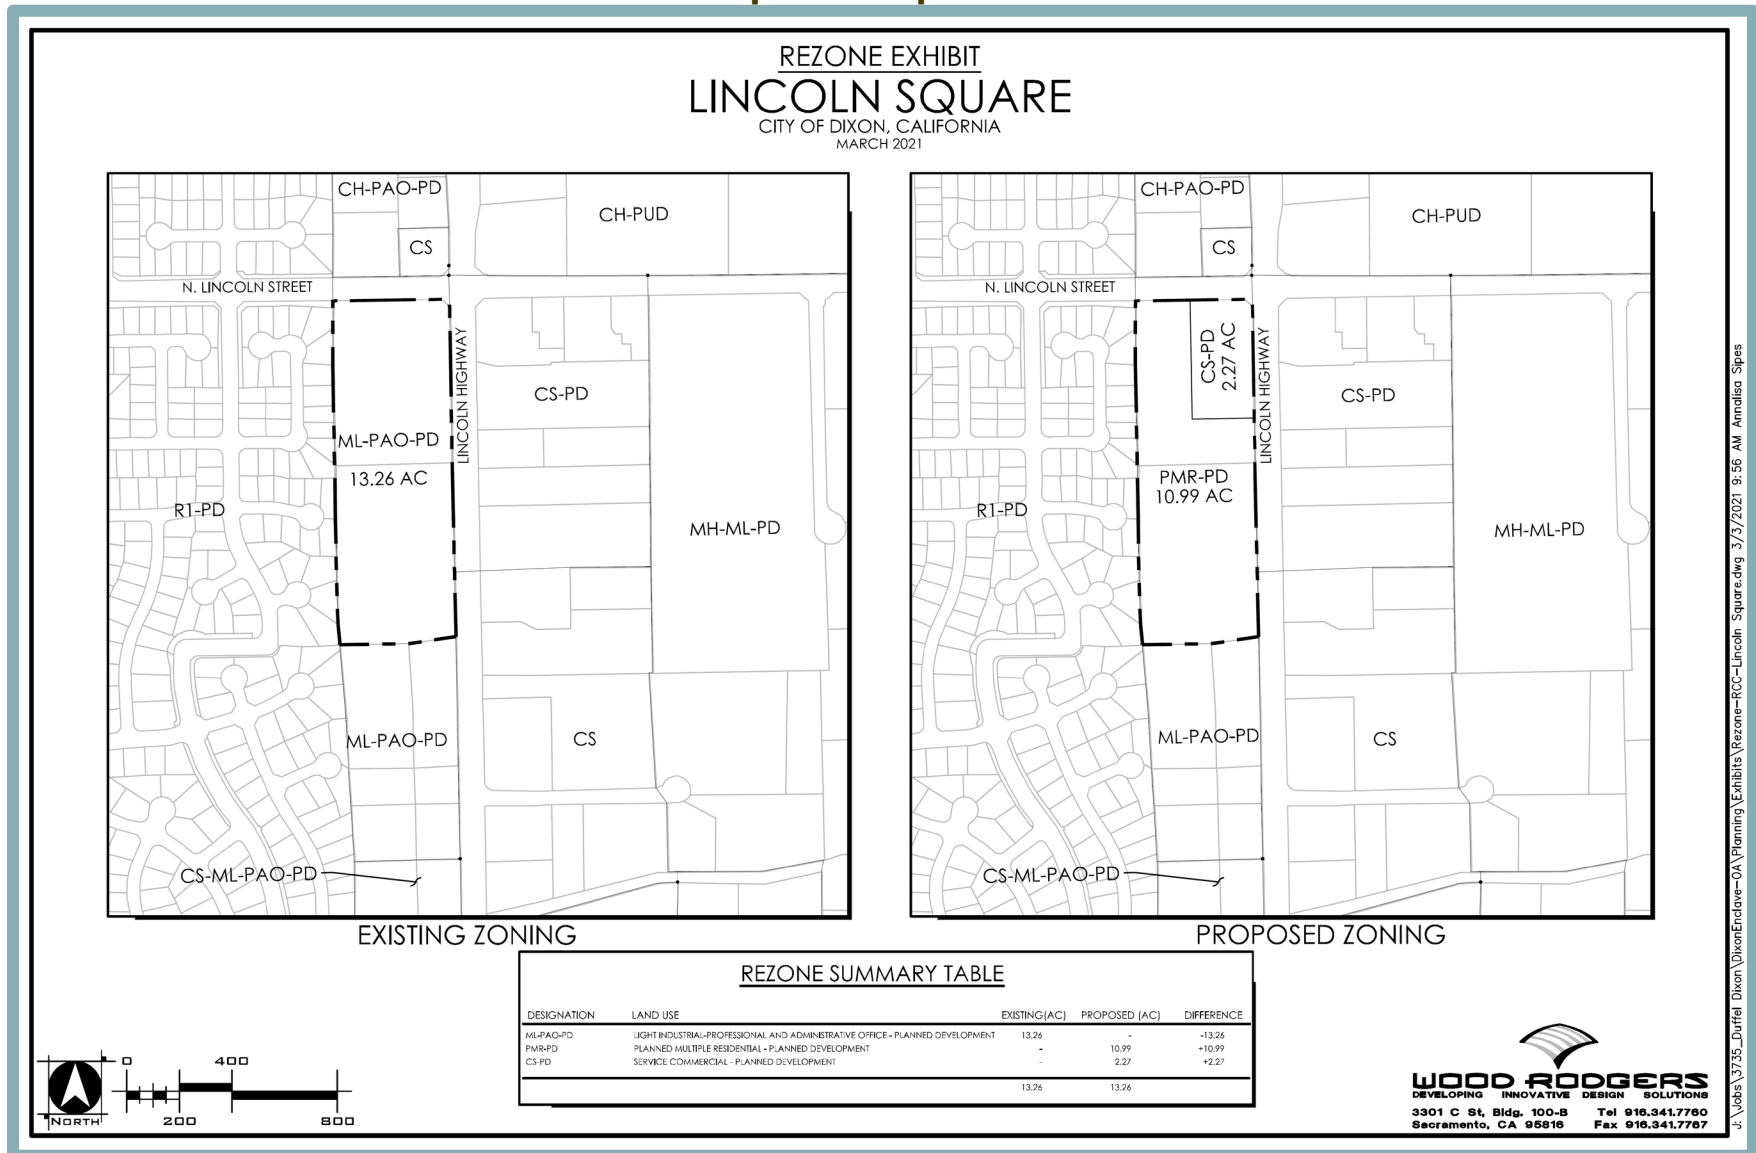 REZONE EXHIBIT
LINCOLN SQUARE
CITY OF DIXON, CALIFORNIA
MARCH 2021
CH-PAO-PD
CH-PUD
CS
N. LINCOLN STREET
LINCOLN HIGHWAY
CS-PD
ML-PAO-PD
13.26 AC
R1-PD
MH-ML-PD
ML-PAO-PD
CS
CS-ML-PAO-PD
EXISTING ZONING
CH-PAO-PD
CH-PUD
CS
N. LINCOLN STREET
CS-PD
2.27 AC
LINCOLN HIGHWAY
CS-PD
PMR-PD
10.99 AC
R1-PD
MH-ML-PD
ML-PAO-PD
CS
CS-ML-PAO-PD
PROPOSED ZONING
REZONE SUMMARY TABLE
DESIGNATION LAND USE EXISTING(AC) PROPOSED (AC) DIFFERENCE
ML-PAO-PD LIGHT INDUSTRIAL-PROFESSIONAL AND ADMINISTRATIVE OFFICE - PLANNED DEVELOPMENT 13.26 - -13.26
PMR-PD PLANNED MULTIPLE RESIDENTIAL - PLANNED DEVELOPMENT - 10.99 +10.99
CS-PD SERVICE COMMERCIAL - PLANNED DEVELOPMENT - 2.27 +2.27
13.26 13.26
NORTH
0 400
200 800
WOOD RODGERS
DEVELOPING INNOVATIVE DESIGN SOLUTIONS
3301 C St, Bldg. 100-B Tel 916.341.7760
Sacramento, CA 95816 Fax 916.341.7767
J:\Jobs\3735_Duffel Dixon\DixonEnclave-OA\Planning\Exhibits\Rezone-RCC-Lincoln Square.dwg 3/3/2021 9:56 AM Annalisa Sipes